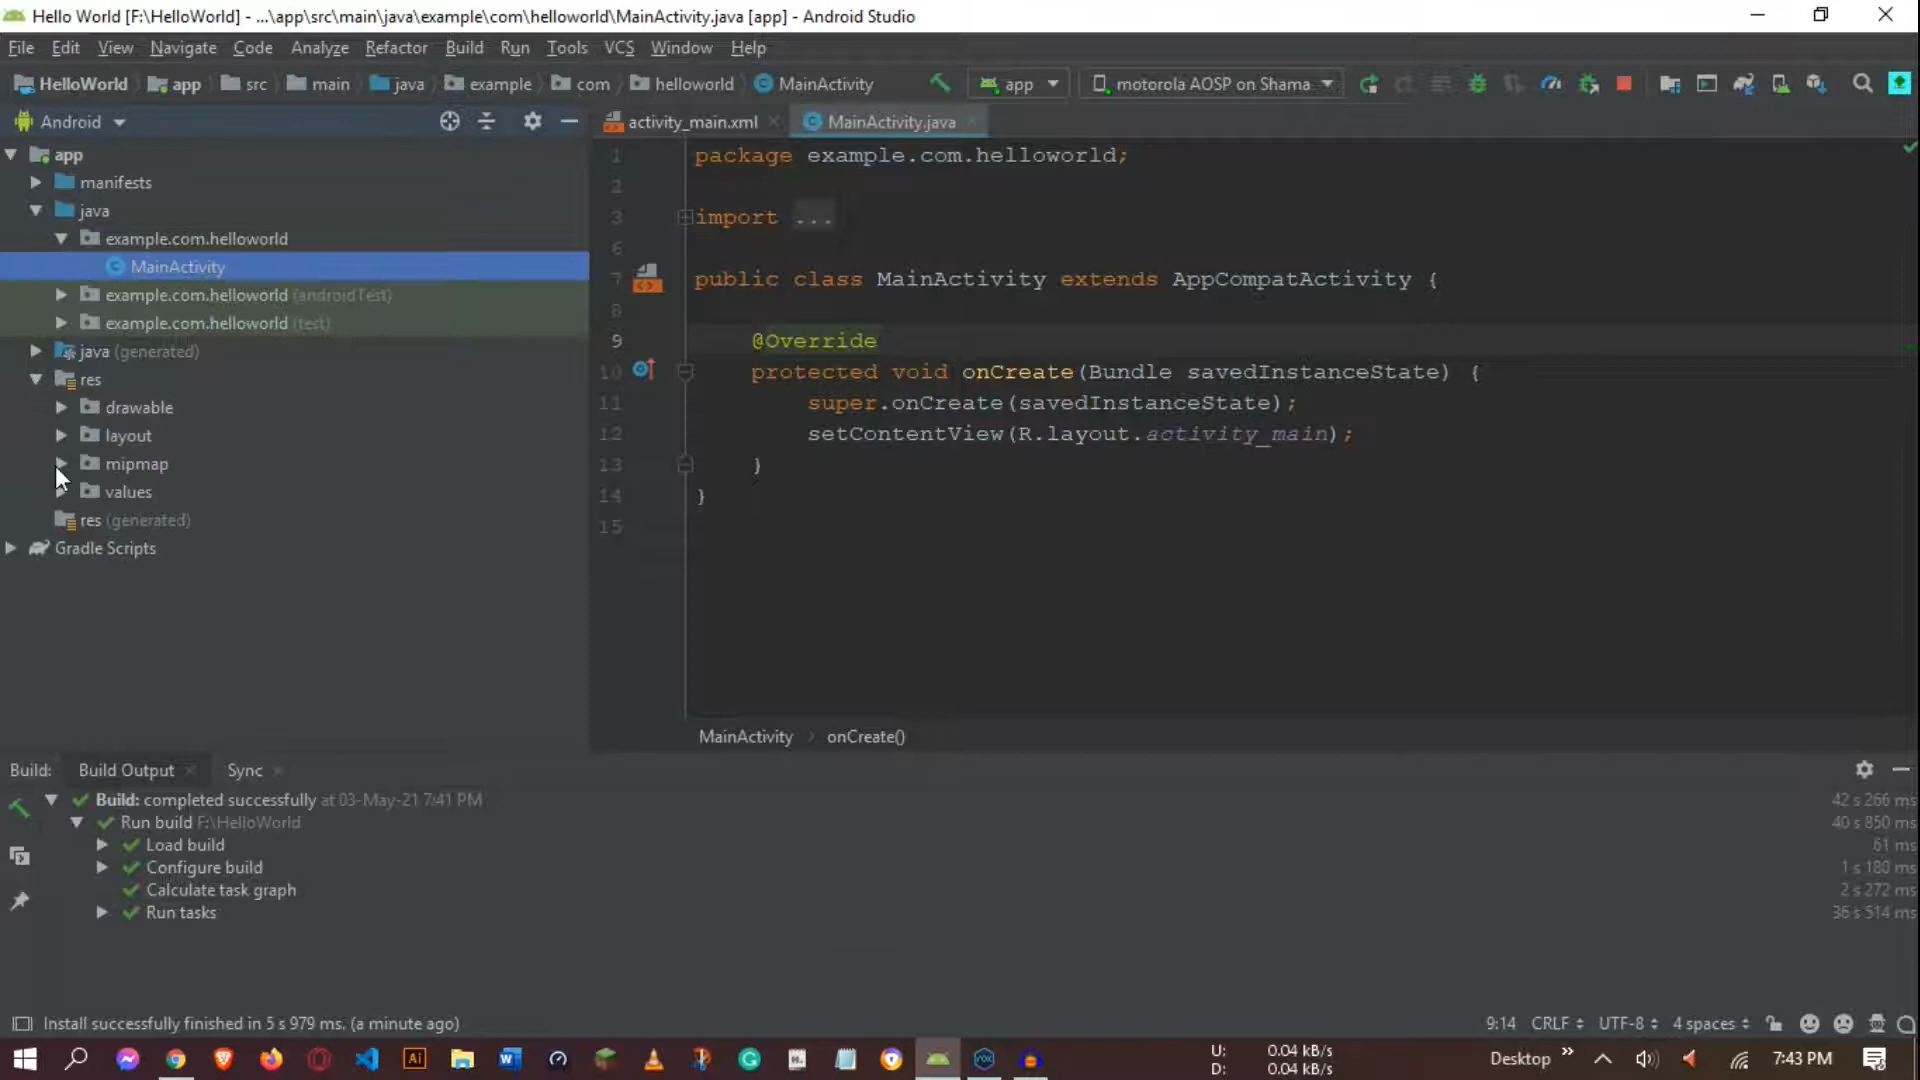 Hello World [F:\HelloWorld] - ...\app\src\main\java\example\com\helloworld\MainActivity.java [app] - Android Studio
File Edit View Navigate Code Analyze Refactor Build Run Tools VCS Window Help
HelloWorld app src main java example com helloworld MainActivity app motorola AOSP on Shama
Android
activity_main.xml MainActivity.java
app
manifests
java
example.com.helloworld
MainActivity
example.com.helloworld (androidTest)
example.com.helloworld (test)
java (generated)
res
drawable
layout
mipmap
values
res (generated)
Gradle Scripts
1 package example.com.helloworld;
2
3 import ...
6
7 public class MainActivity extends AppCompatActivity {
8
9 @Override
10 protected void onCreate(Bundle savedInstanceState) {
11 super.onCreate(savedInstanceState);
12 setContentView(R.layout.activity_main);
13 }
14 }
15
MainActivity › onCreate()
Build: Build Output Sync
Build: completed successfully at 03-May-21 7:41 PM 42 s 266 ms
Run build F:\HelloWorld 40 s 850 ms
Load build 61 ms
Configure build 1 s 180 ms
Calculate task graph 2 s 272 ms
Run tasks 36 s 514 ms
Install successfully finished in 5 s 979 ms. (a minute ago) 9:14 CRLF UTF-8 4 spaces
U: 0.04 kB/s
D: 0.04 kB/s
Desktop » 7:43 PM